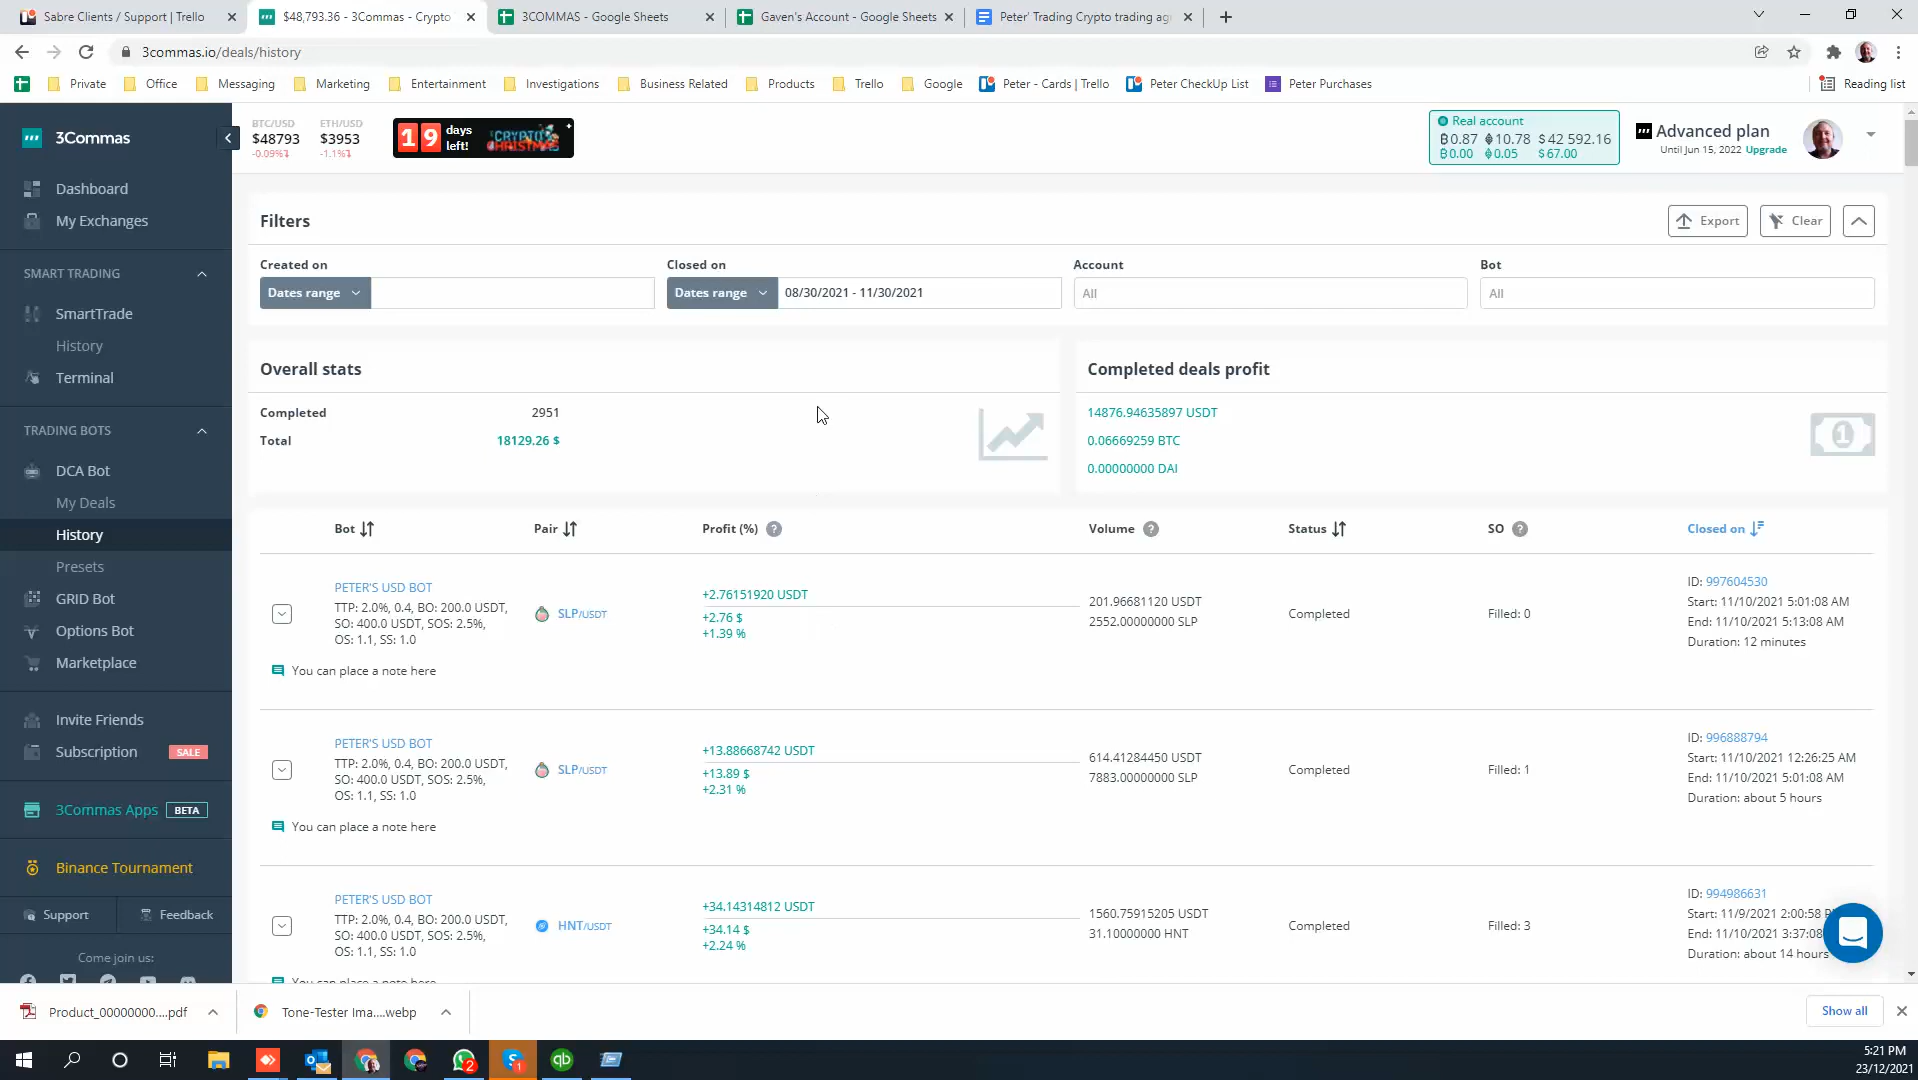 Sabre Clients / Support | Trello
$48,793.36 - 3Commas - Crypto
3COMMAS - Google Sheets
Gaven's Account - Google Sheets
Peter' Trading Crypto trading ag
3commas.io/deals/history
Private
Office
Messaging
Marketing
Entertainment
Investigations
Business Related
Products
Trello
Google
Peter - Cards | Trello
Peter CheckUp List
Peter Purchases
Reading list
3Commas
BTC/USD
$48793
-0.09%
ETH/USD
$3953
-1.1%
19 days left!
CRYPTO CHRISTMAS
Real account
₿0.87 10.78 $42 592.16
₿0.00 0.05 $67.00
Advanced plan
Until Jun 15, 2022 Upgrade
Dashboard
My Exchanges
SMART TRADING
SmartTrade
History
Terminal
TRADING BOTS
DCA Bot
My Deals
History
Presets
GRID Bot
Options Bot
Marketplace
Invite Friends
Subscription SALE
3Commas Apps BETA
Binance Tournament
Support
Feedback
Come join us:
Filters
Export
Clear
Created on
Dates range
Closed on
Dates range
08/30/2021 - 11/30/2021
Account
All
Bot
All
Overall stats
Completed 2951
Total 18129.26 $
Completed deals profit
14876.94635897 USDT
0.06669259 BTC
0.00000000 DAI
Bot Pair Profit (%) ? Volume ? Status SO ? Closed on
PETER'S USD BOT
TTP: 2.0%, 0.4, BO: 200.0 USDT,
SO: 400.0 USDT, SOS: 2.5%,
OS: 1.1, SS: 1.0
SLP/USDT
+2.76151920 USDT
+2.76 $
+1.39 %
201.96681120 USDT
2552.00000000 SLP
Completed
Filled: 0
ID: 997604530
Start: 11/10/2021 5:01:08 AM
End: 11/10/2021 5:13:08 AM
Duration: 12 minutes
You can place a note here
PETER'S USD BOT
TTP: 2.0%, 0.4, BO: 200.0 USDT,
SO: 400.0 USDT, SOS: 2.5%,
OS: 1.1, SS: 1.0
SLP/USDT
+13.88668742 USDT
+13.89 $
+2.31 %
614.41284450 USDT
7883.00000000 SLP
Completed
Filled: 1
ID: 996888794
Start: 11/10/2021 12:26:25 AM
End: 11/10/2021 5:01:08 AM
Duration: about 5 hours
You can place a note here
PETER'S USD BOT
TTP: 2.0%, 0.4, BO: 200.0 USDT,
SO: 400.0 USDT, SOS: 2.5%,
OS: 1.1, SS: 1.0
HNT/USDT
+34.14314812 USDT
+34.14 $
+2.24 %
1560.75915205 USDT
31.10000000 HNT
Completed
Filled: 3
ID: 994986631
Start: 11/9/2021 2:00:58 P
End: 11/10/2021 3:37:08
Duration: about 14 hours
You can place a note here
Product_00000000....pdf
Tone-Tester Ima....webp
Show all
5:21 PM
23/12/2021